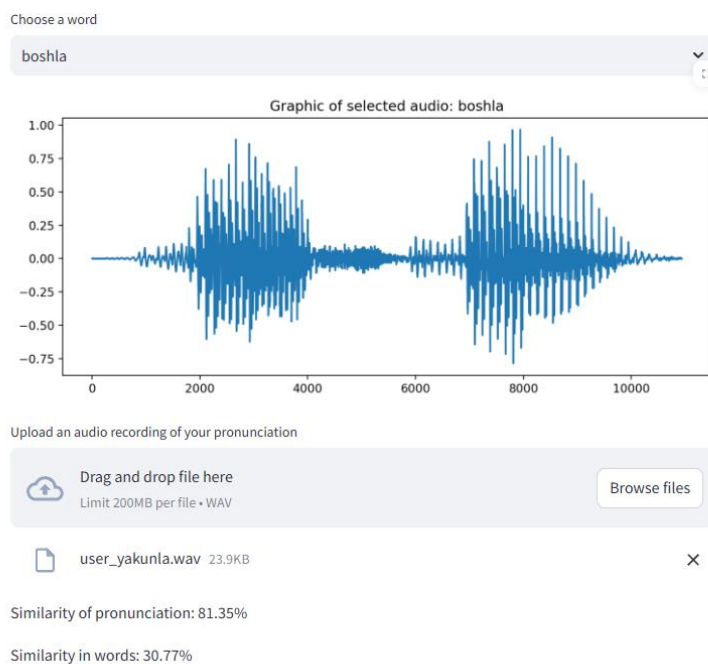 Choose a word
boshla
Graphic of selected audio: boshla
1.00
0.75
0.50
0.25
0.00
−0.25
−0.50
−0.75
0 2000 4000 6000 8000 10000
Upload an audio recording of your pronunciation
Drag and drop file here
Limit 200MB per file • WAV
Browse files
user_yakunla.wav 23.9KB
Similarity of pronunciation: 81.35%
Similarity in words: 30.77%